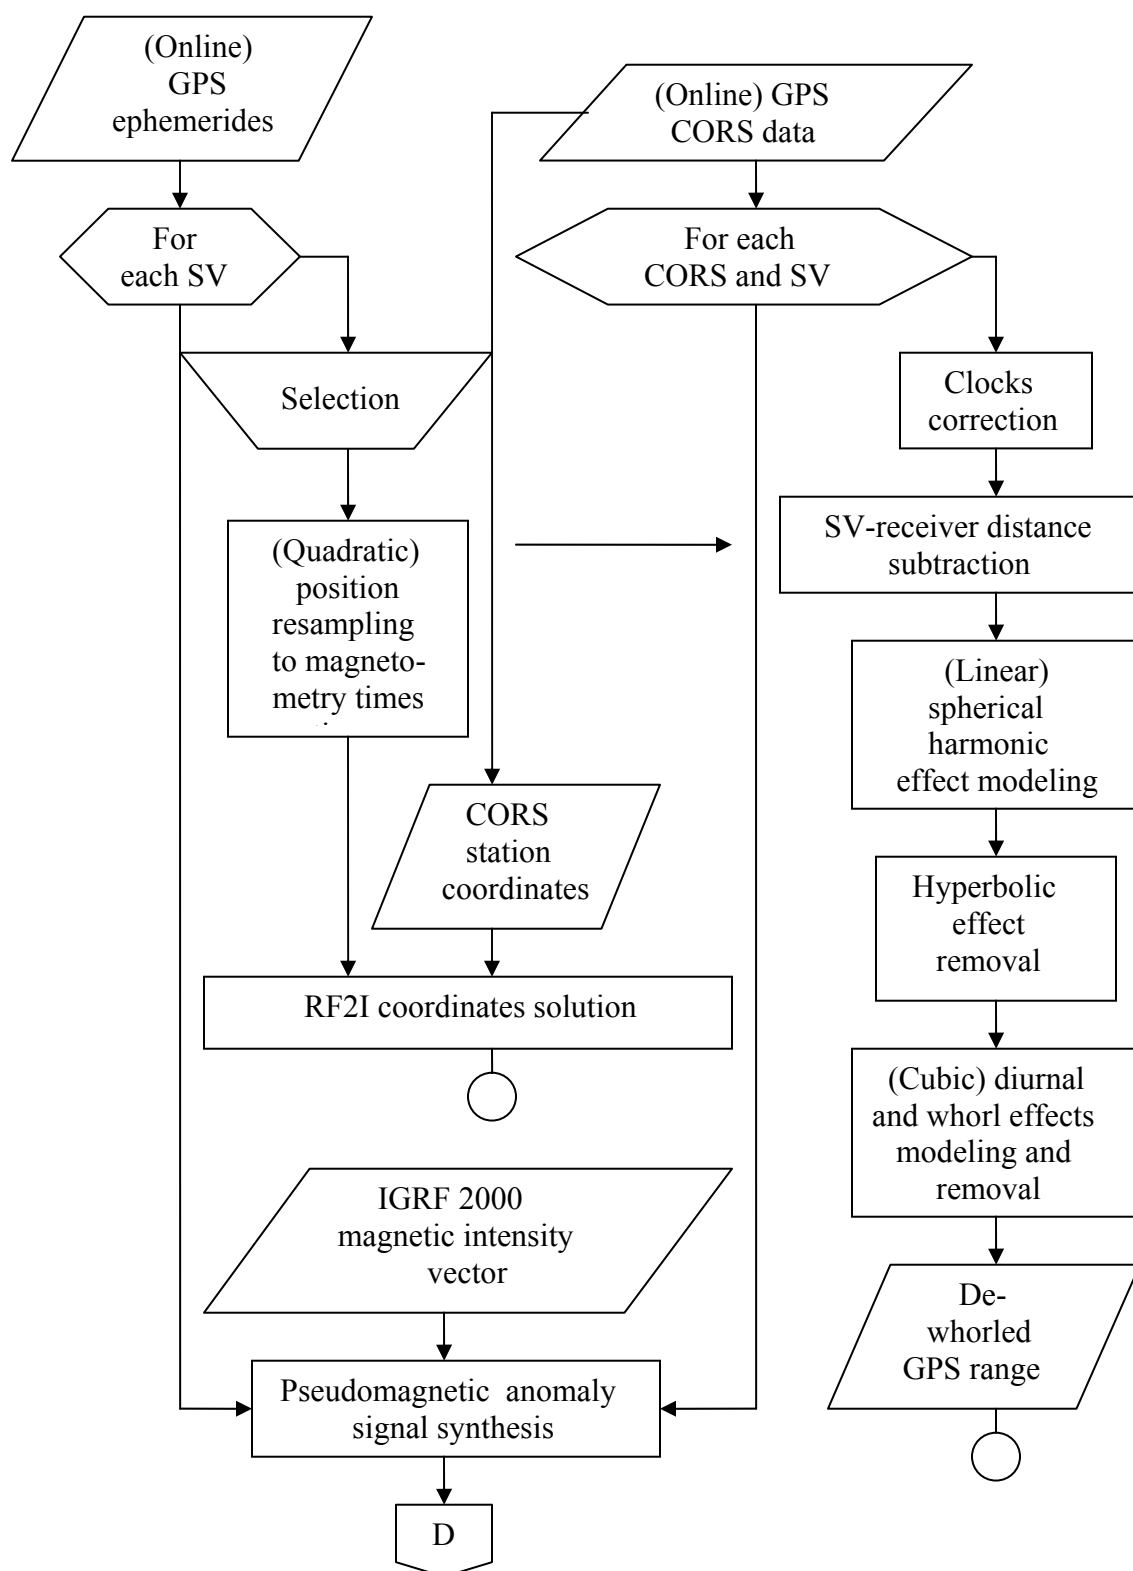 (Online)
GPS
ephemerides
(Online) GPS
CORS data
For
each SV
For each
CORS and SV
Selection
Clocks
correction
(Quadratic)
position
resampling
to magneto-
metry times
SV-receiver distance
subtraction
(Linear)
spherical
harmonic
effect modeling
CORS
station
coordinates
Hyperbolic
effect
removal
RF2I coordinates solution
(Cubic) diurnal
and whorl effects
modeling and
removal
IGRF 2000
magnetic intensity
vector
De-
whorled
GPS range
Pseudomagnetic anomaly
signal synthesis
D